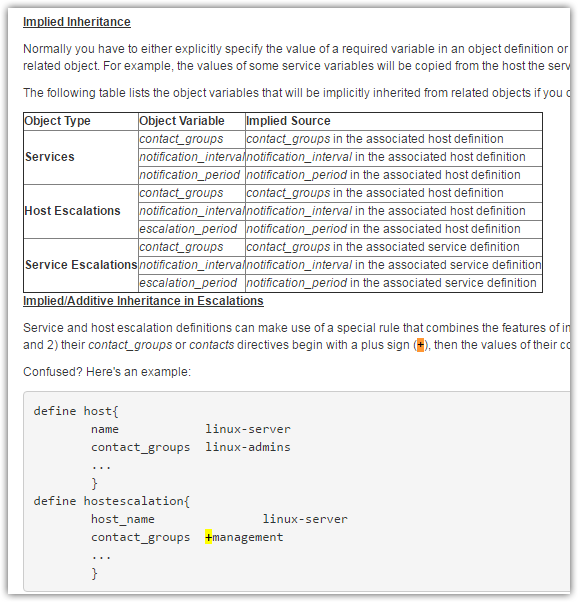 Implied Inheritance
Normally you have to either explicitly specify the value of a required variable in an object definition or
related object. For example, the values of some service variables will be copied from the host the serv
The following table lists the object variables that will be implicitly inherited from related objects if you
Object Type Object Variable Implied Source
Services
contact_groups contact_groups in the associated host definition
notification_interval notification_interval in the associated host definition
notification_period notification_period in the associated host definition
Host Escalations
contact_groups contact_groups in the associated host definition
notification_interval notification_interval in the associated host definition
escalation_period notification_period in the associated host definition
Service Escalations
contact_groups contact_groups in the associated service definition
notification_interval notification_interval in the associated service definition
escalation_period notification_period in the associated service definition
Implied/Additive Inheritance in Escalations
Service and host escalation definitions can make use of a special rule that combines the features of
and 2) their contact_groups or contacts directives begin with a plus sign (+), then the values of their
Confused? Here's an example:
define host{
name linux-server
contact_groups linux-admins
...
}
define hostescalation{
host_name linux-server
contact_groups +management
...
}